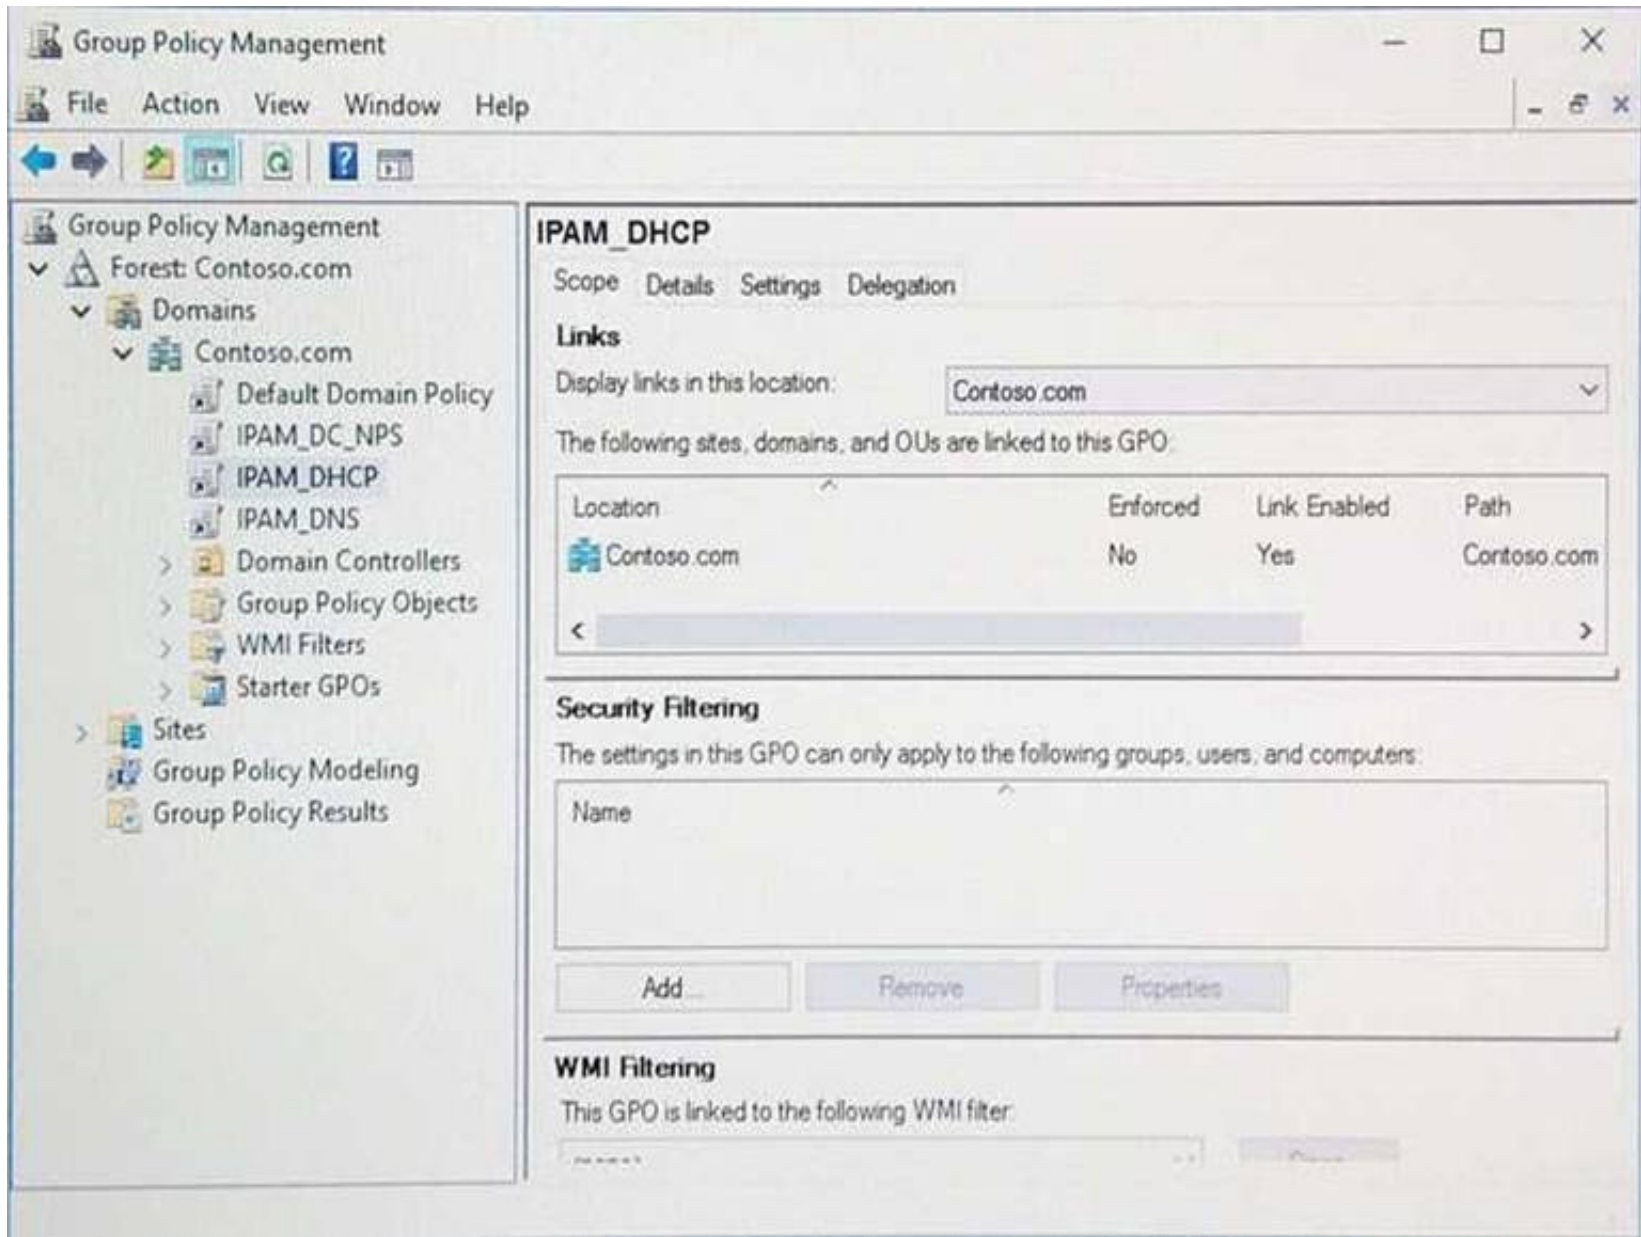 Group Policy Management
File Action View Window Help
Group Policy Management
Forest: Contoso.com
Domains
Contoso.com
Default Domain Policy
IPAM_DC_NPS
IPAM_DHCP
IPAM_DNS
Domain Controllers
Group Policy Objects
WMI Filters
Starter GPOs
Sites
Group Policy Modeling
Group Policy Results
IPAM_DHCP
Scope Details Settings Delegation
Links
Display links in this location: Contoso.com
The following sites, domains, and OUs are linked to this GPO:
Location Enforced Link Enabled Path
Contoso.com No Yes Contoso.com
Security Filtering
The settings in this GPO can only apply to the following groups, users, and computers:
Name
Add... Remove Properties
WMI Filtering
This GPO is linked to the following WMI filter: